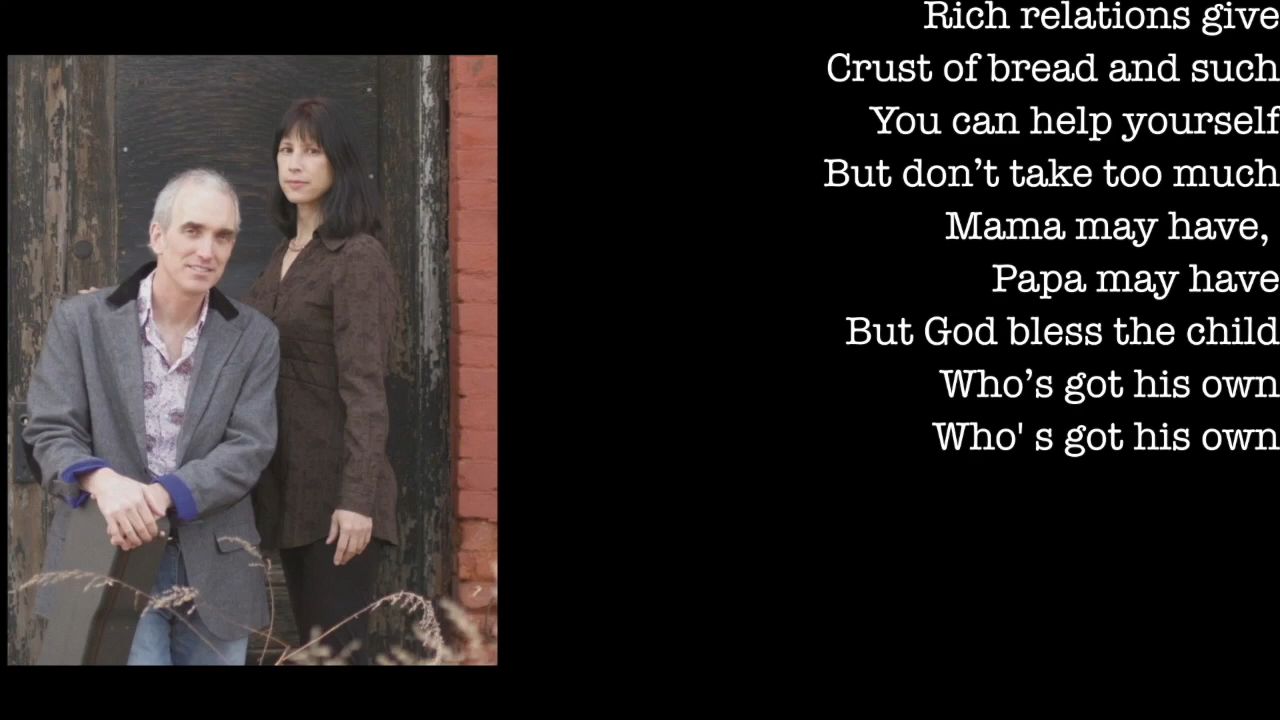 Rich relations give
Crust of bread and such
You can help yourself
But don’t take too much
Mama may have,
Papa may have
But God bless the child
Who’s got his own
Who' s got his own